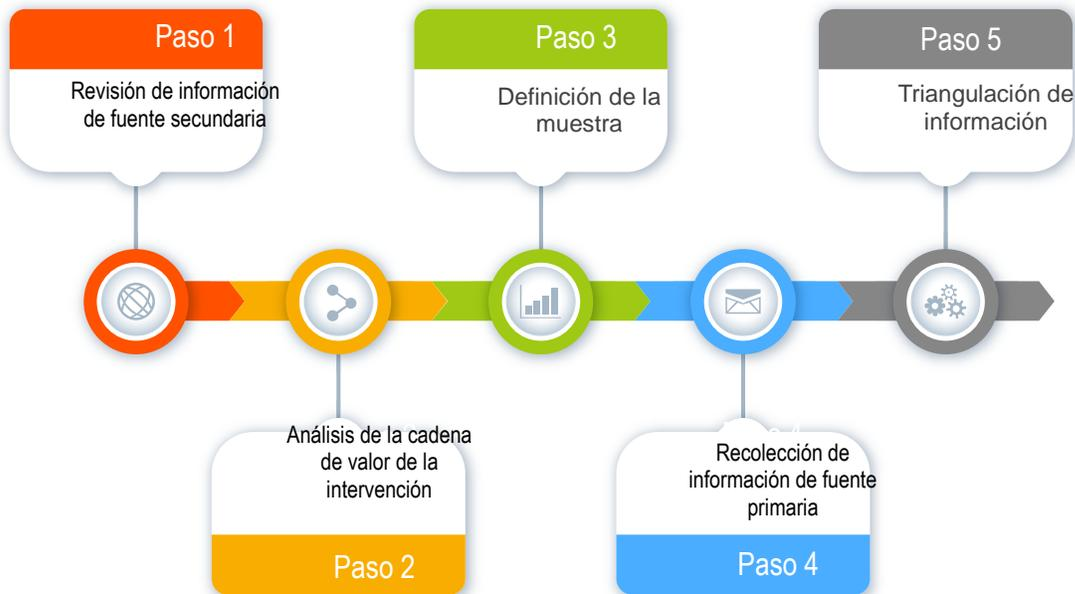 Paso 1
Revisión de información
de fuente secundaria
Análisis de la cadena
de valor de la
intervención
Paso 2
Paso 3
Definición de la
muestra
Recolección de
información de fuente
primaria
Paso 4
Paso 5
Triangulación de
información